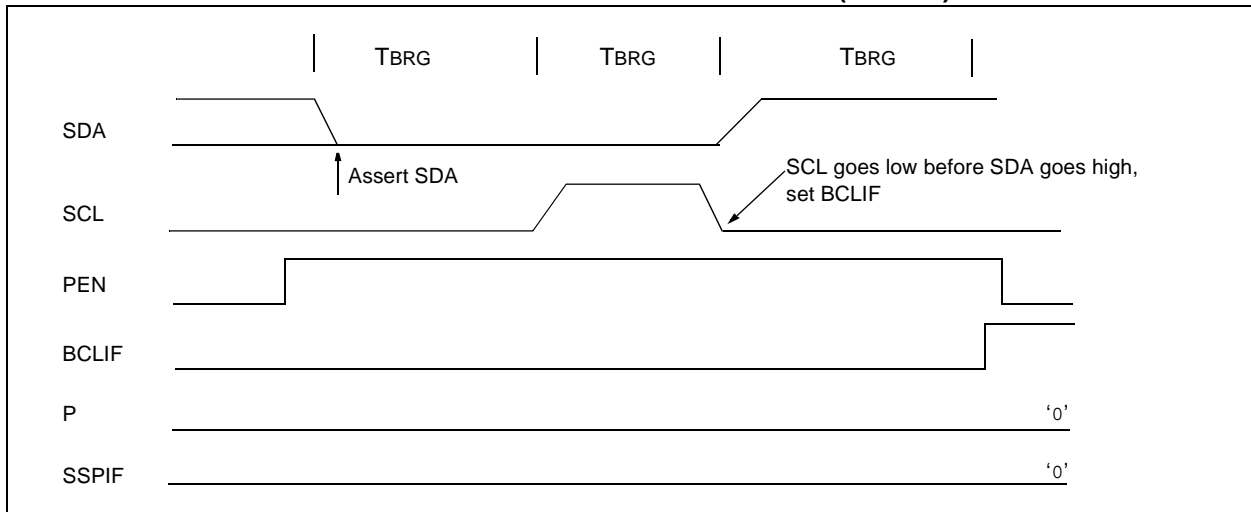 TBRG TBRG TBRG
SDA
Assert SDA
SCL goes low before SDA goes high,
set BCLIF
SCL
PEN
BCLIF
P
‘0’
SSPIF
‘0’